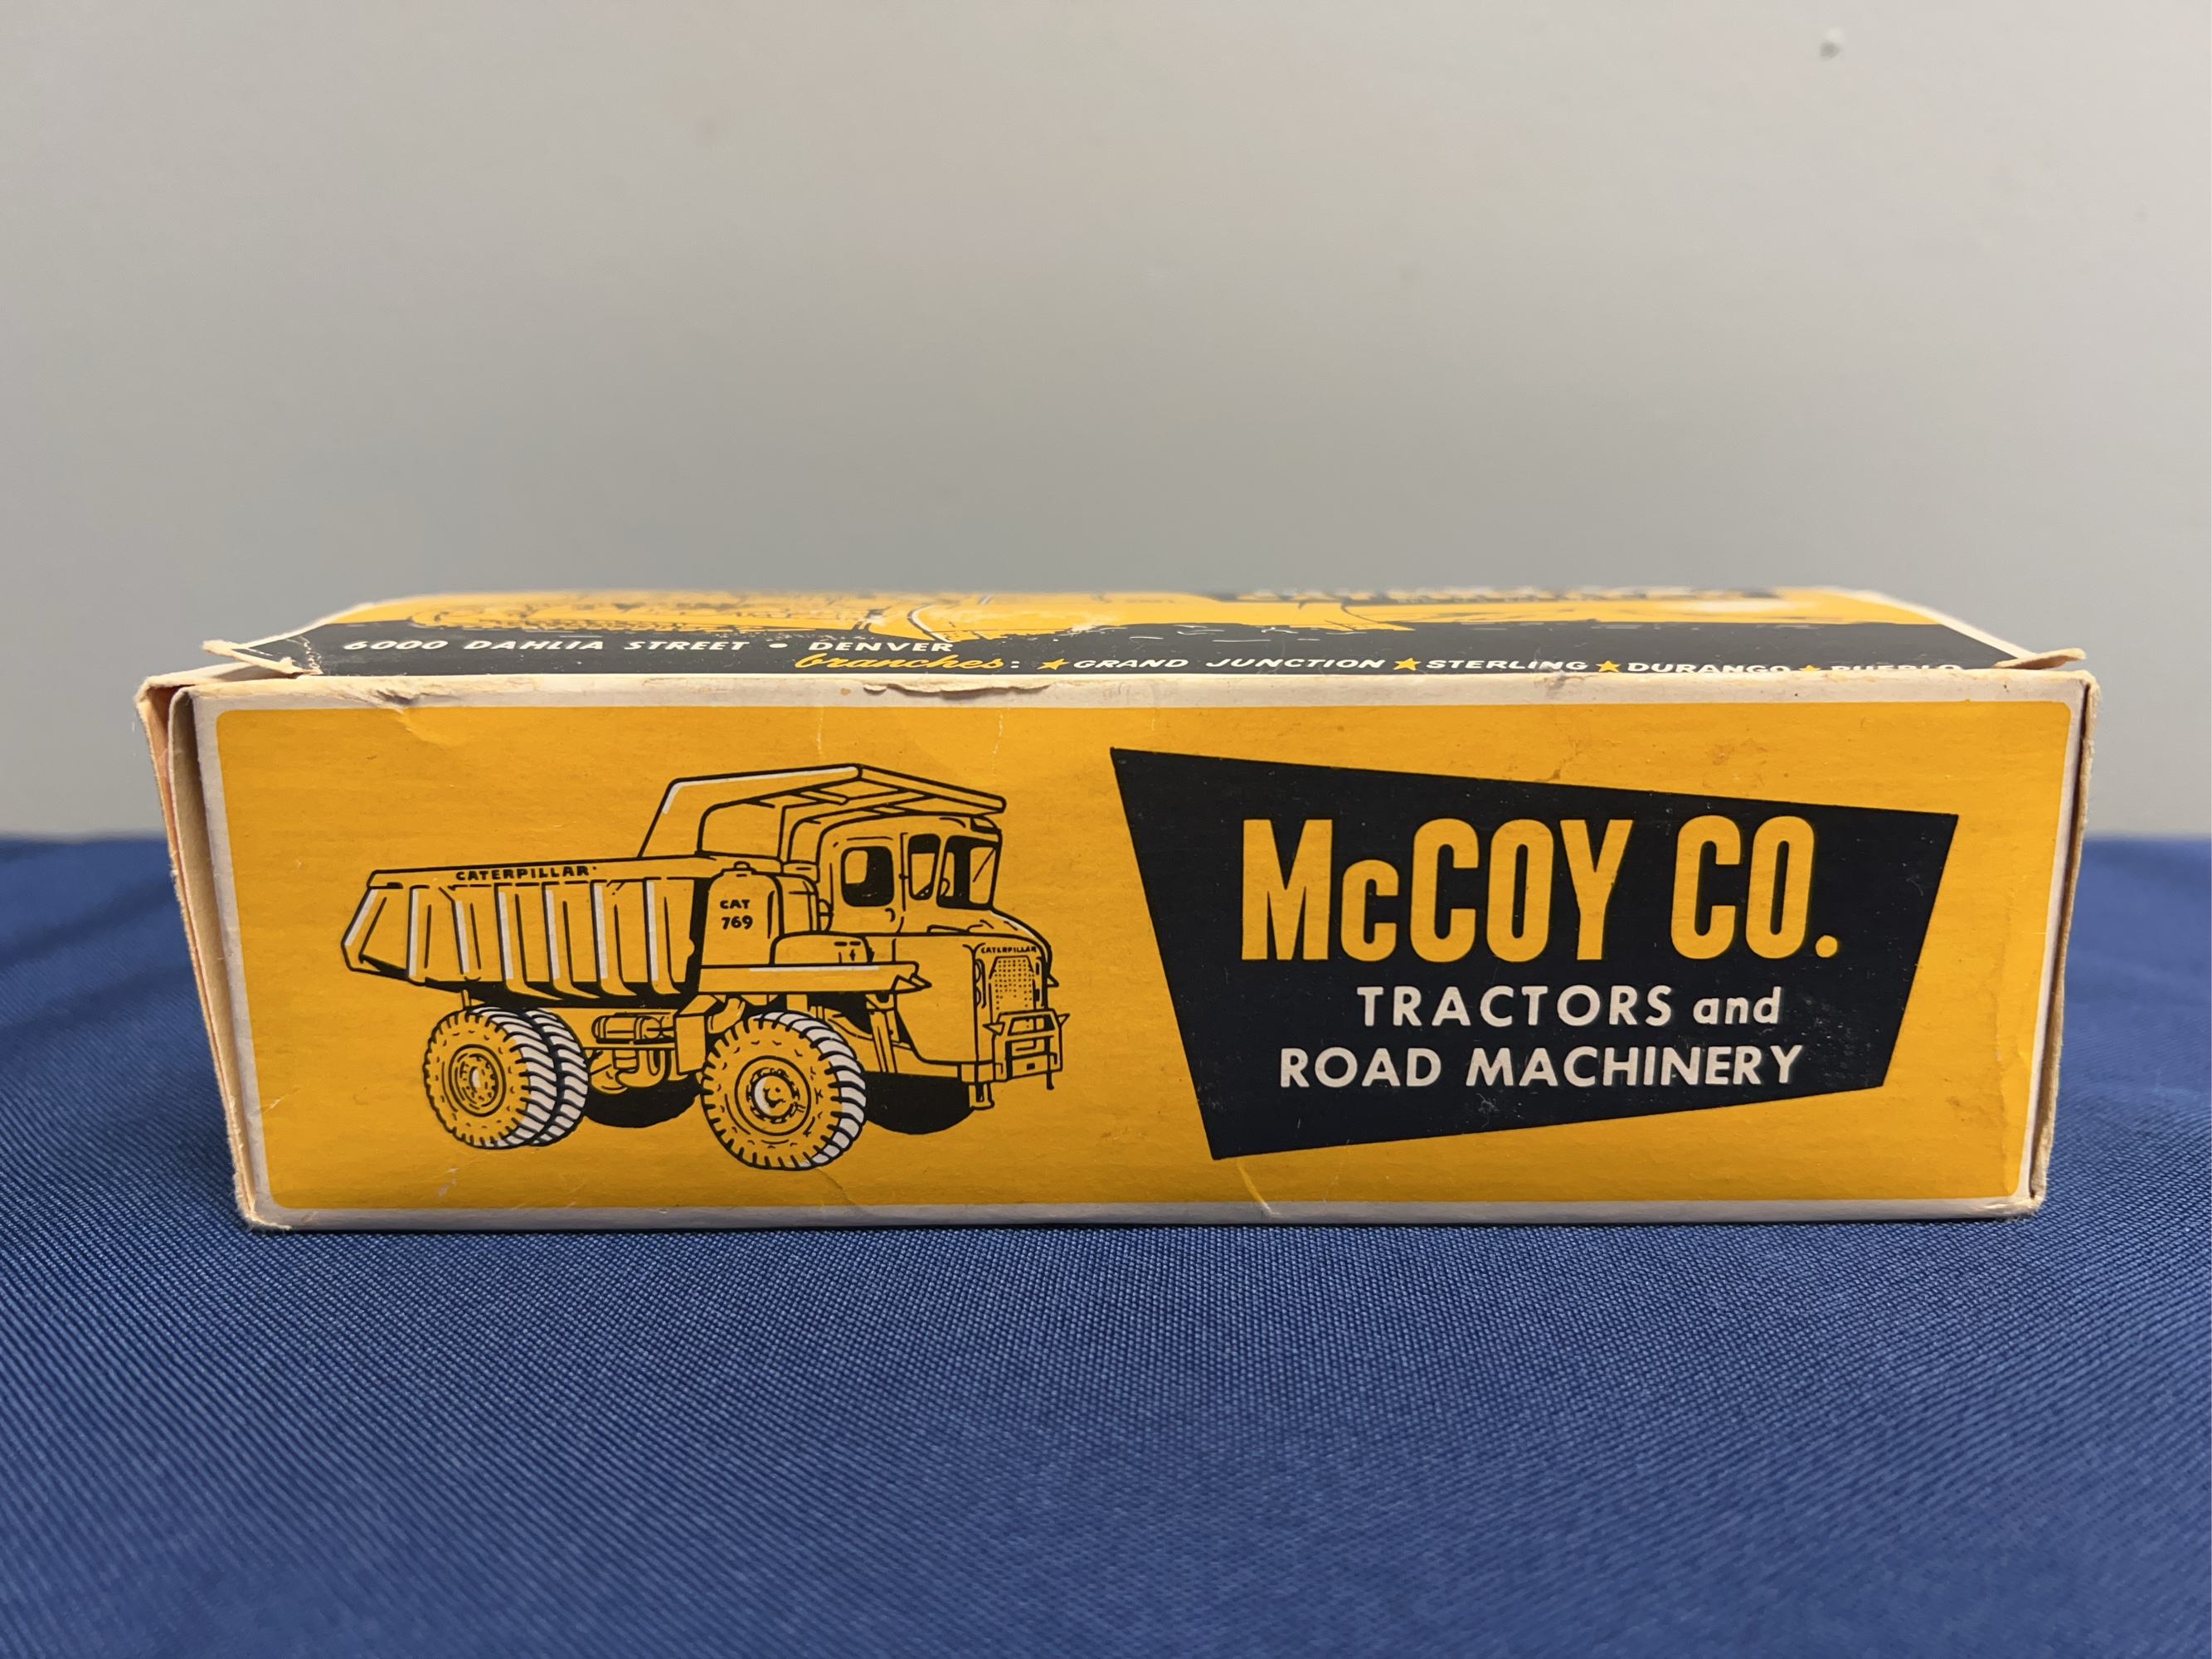 6000 DAHLIA STREET • DENVER
branches: ★ GRAND JUNCTION ★ STERLING ★ DURANGO ★ PUEBLO
CATERPILLAR
CAT
769
CATERPILLAR
McCOY CO.
TRACTORS and
ROAD MACHINERY